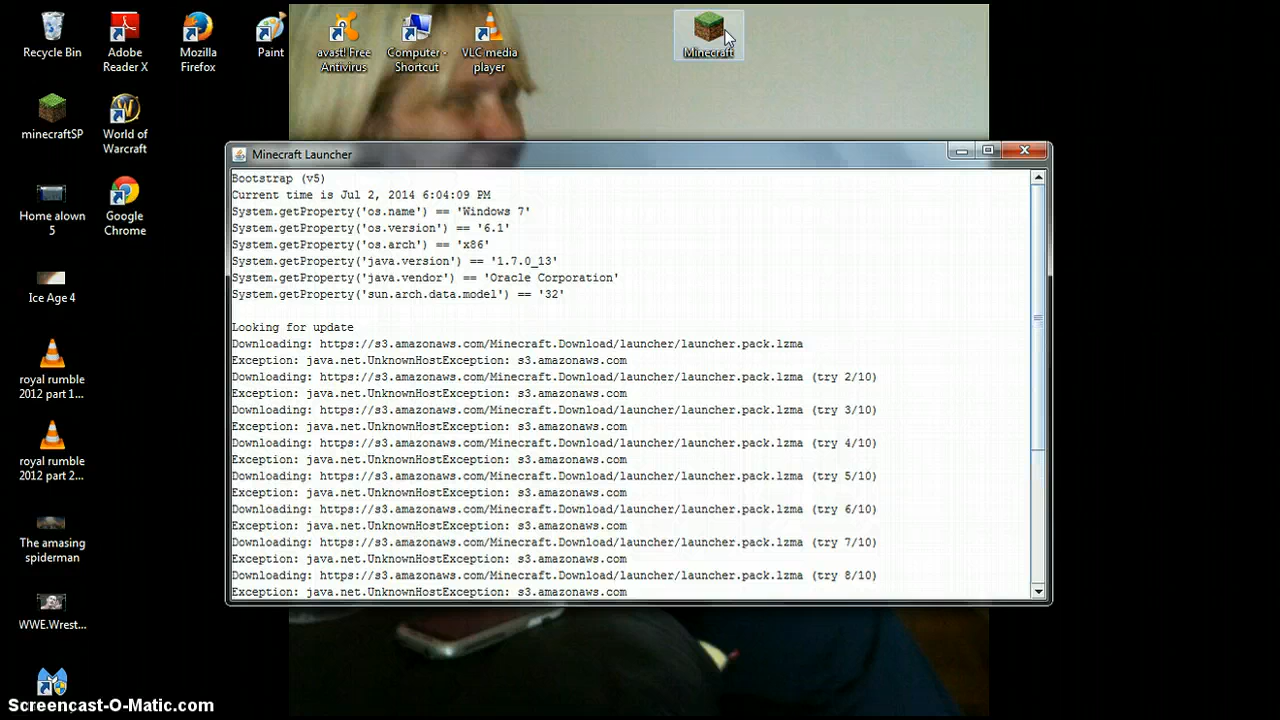 Recycle Bin
Adobe
Reader X
Mozilla
Firefox
Paint
avast! Free
Antivirus
Computer -
Shortcut
VLC media
player
Minecraft
minecraftSP
World of
Warcraft
Home alown
5
Google
Chrome
Ice Age 4
royal rumble
2012 part 1...
royal rumble
2012 part 2...
The amasing
spiderman
WWE.Wrest...
Minecraft Launcher
Bootstrap (v5)
Current time is Jul 2, 2014 6:04:09 PM
System.getProperty('os.name') == 'Windows 7'
System.getProperty('os.version') == '6.1'
System.getProperty('os.arch') == 'x86'
System.getProperty('java.version') == '1.7.0_13'
System.getProperty('java.vendor') == 'Oracle Corporation'
System.getProperty('sun.arch.data.model') == '32'
Looking for update
Downloading: https://s3.amazonaws.com/Minecraft.Download/launcher/launcher.pack.lzma
Exception: java.net.UnknownHostException: s3.amazonaws.com
Downloading: https://s3.amazonaws.com/Minecraft.Download/launcher/launcher.pack.lzma (try 2/10)
Exception: java.net.UnknownHostException: s3.amazonaws.com
Downloading: https://s3.amazonaws.com/Minecraft.Download/launcher/launcher.pack.lzma (try 3/10)
Exception: java.net.UnknownHostException: s3.amazonaws.com
Downloading: https://s3.amazonaws.com/Minecraft.Download/launcher/launcher.pack.lzma (try 4/10)
Exception: java.net.UnknownHostException: s3.amazonaws.com
Downloading: https://s3.amazonaws.com/Minecraft.Download/launcher/launcher.pack.lzma (try 5/10)
Exception: java.net.UnknownHostException: s3.amazonaws.com
Downloading: https://s3.amazonaws.com/Minecraft.Download/launcher/launcher.pack.lzma (try 6/10)
Exception: java.net.UnknownHostException: s3.amazonaws.com
Downloading: https://s3.amazonaws.com/Minecraft.Download/launcher/launcher.pack.lzma (try 7/10)
Exception: java.net.UnknownHostException: s3.amazonaws.com
Downloading: https://s3.amazonaws.com/Minecraft.Download/launcher/launcher.pack.lzma (try 8/10)
Exception: java.net.UnknownHostException: s3.amazonaws.com
Screencast-O-Matic.com